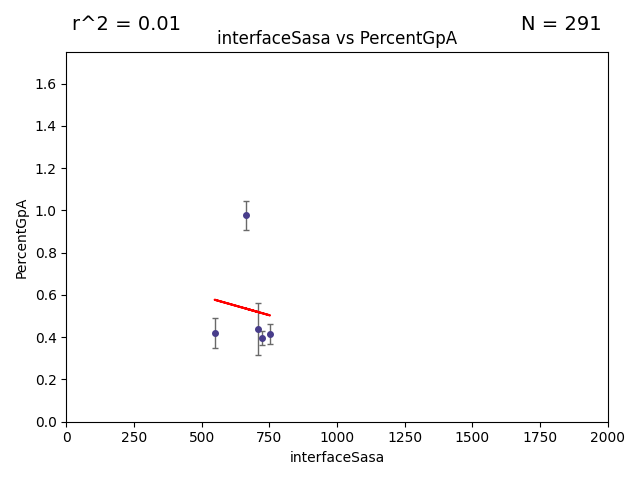 r^2 = 0.01
N = 291
interfaceSasa vs PercentGpA
PercentGpA
1.6
1.4
1.2
1.0
0.8
0.6
0.4
0.2
0.0
0 250 500 750 1000 1250 1500 1750 2000
interfaceSasa